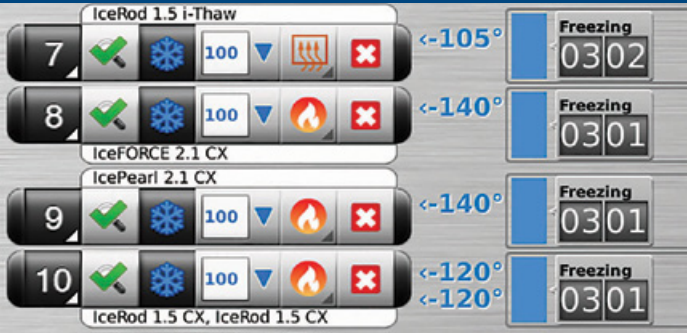 IceRod 1.5 i-Thaw
7 100 <-105° Freezing
03 02
8 100 <-140° Freezing
03 01
IceFORCE 2.1 CX
IcePearl 2.1 CX
9 100 <-140° Freezing
03 01
10 100 <-120° Freezing
<-120° 03 01
IceRod 1.5 CX, IceRod 1.5 CX